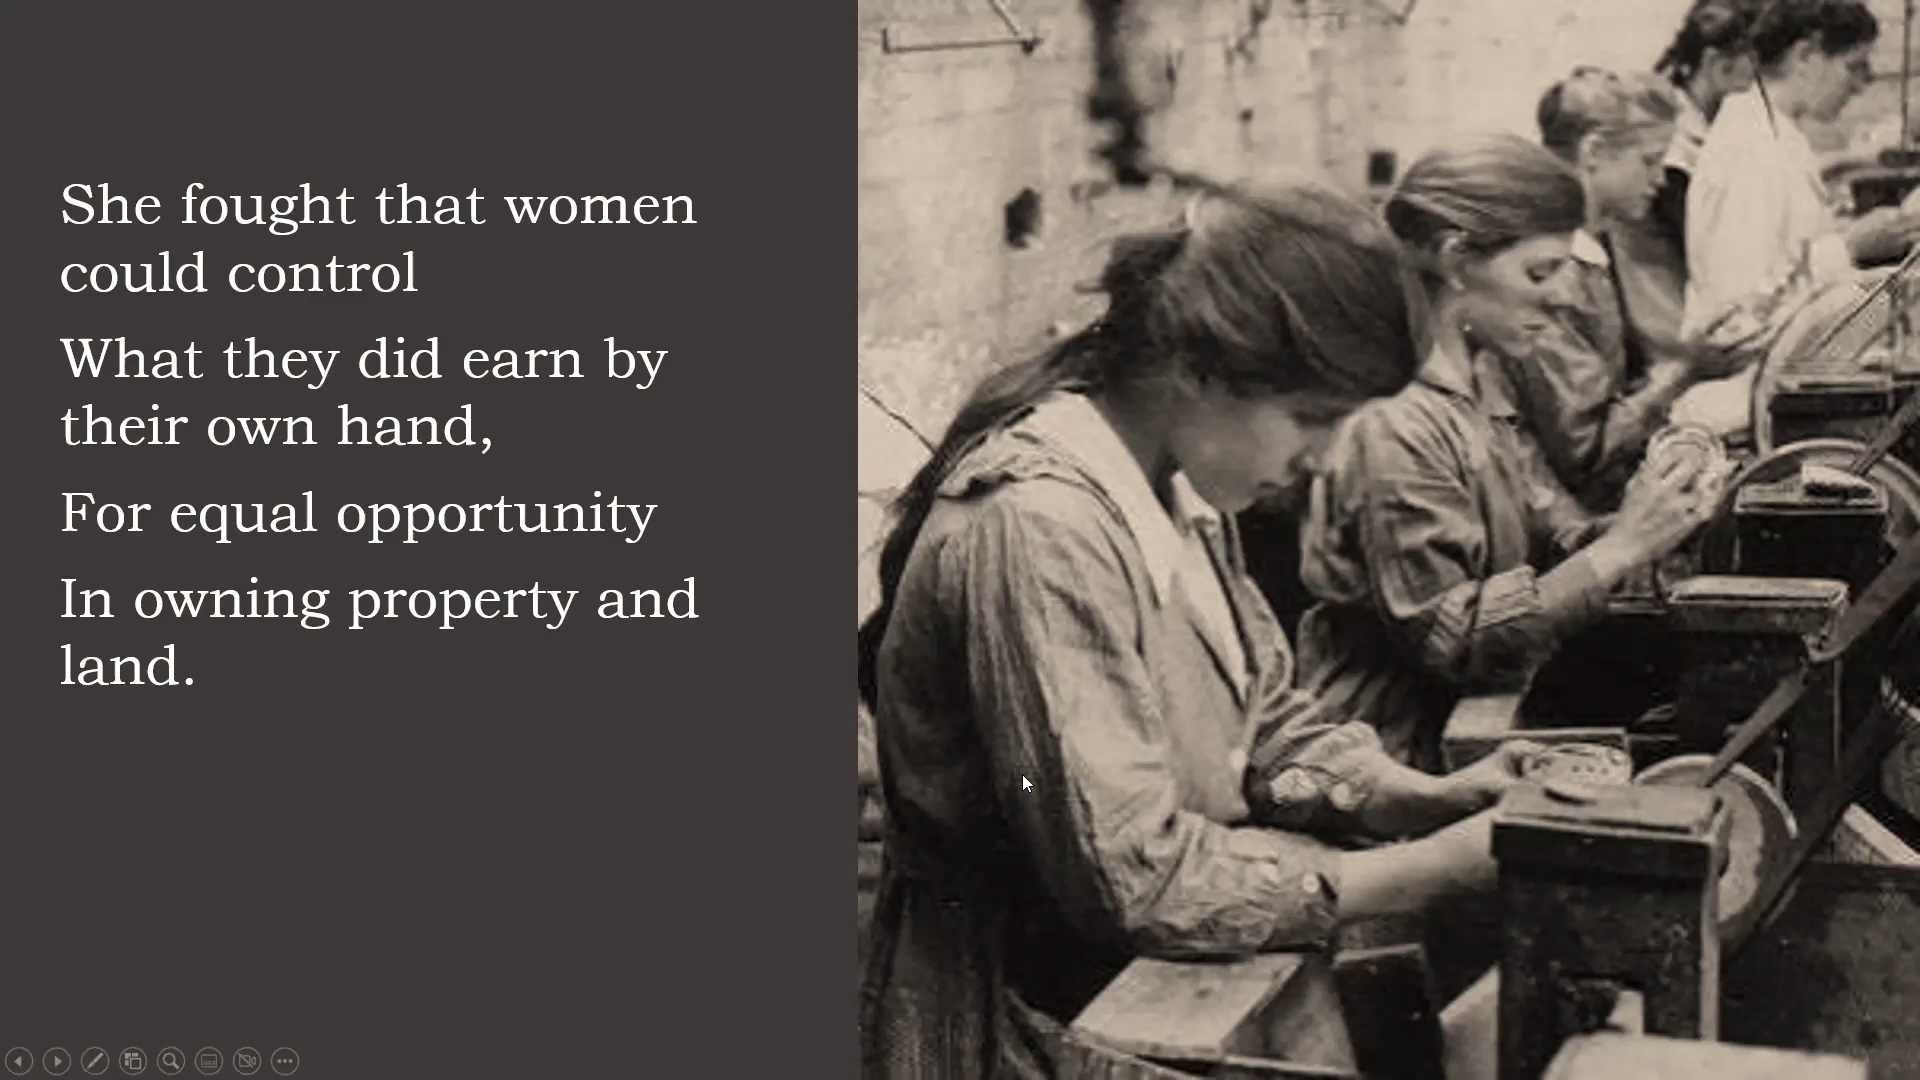 She fought that women
could control
What they did earn by
their own hand,
For equal opportunity
In owning property and
land.